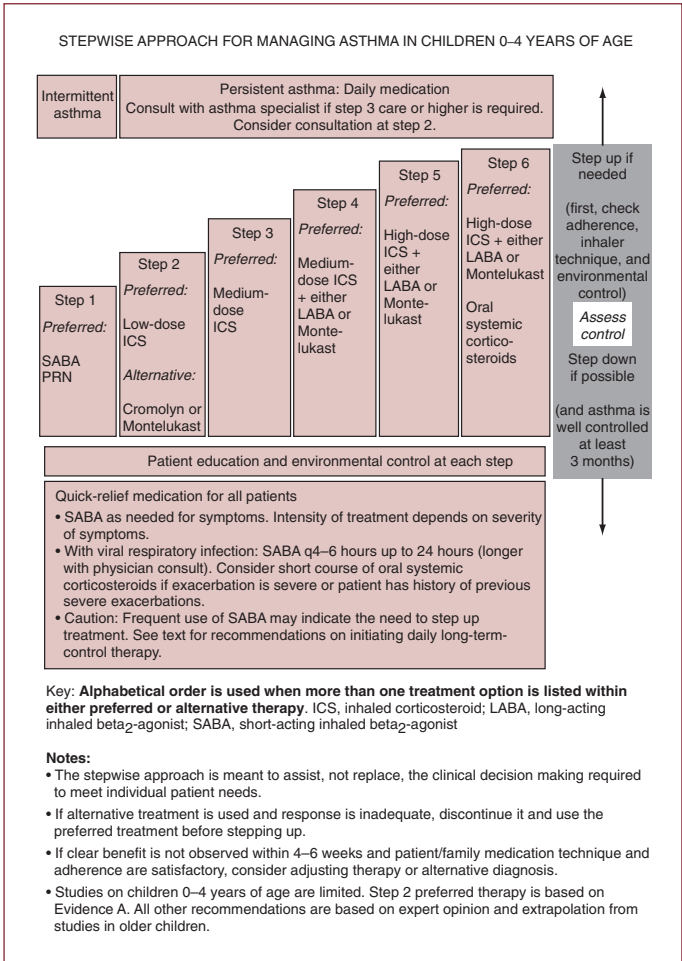 STEPWISE APPROACH FOR MANAGING ASTHMA IN CHILDREN 0–4 YEARS OF AGE
Intermittent
asthma
Persistent asthma: Daily medication
Consult with asthma specialist if step 3 care or higher is required.
Consider consultation at step 2.
Step 1
Preferred:
SABA
PRN
Step 2
Preferred:
Low-dose
ICS
Alternative:
Cromolyn or
Montelukast
Step 3
Preferred:
Medium-
dose
ICS
Step 4
Preferred:
Medium-
dose ICS
+ either
LABA or
Monte-
lukast
Step 5
Preferred:
High-dose
ICS +
either
LABA or
Monte-
lukast
Step 6
Preferred:
High-dose
ICS + either
LABA or
Montelukast
Oral
systemic
cortico-
steroids
Step up if
needed
(first, check
adherence,
inhaler
technique, and
environmental
control)
Assess
control
Step down
if possible
(and asthma is
well controlled
at least
3 months)
Patient education and environmental control at each step
Quick-relief medication for all patients
• SABA as needed for symptoms. Intensity of treatment depends on severity
of symptoms.
• With viral respiratory infection: SABA q4–6 hours up to 24 hours (longer
with physician consult). Consider short course of oral systemic
corticosteroids if exacerbation is severe or patient has history of previous
severe exacerbations.
• Caution: Frequent use of SABA may indicate the need to step up
treatment. See text for recommendations on initiating daily long-term-
control therapy.
Key: Alphabetical order is used when more than one treatment option is listed within
either preferred or alternative therapy. ICS, inhaled corticosteroid; LABA, long-acting
inhaled beta2-agonist; SABA, short-acting inhaled beta2-agonist
Notes:
• The stepwise approach is meant to assist, not replace, the clinical decision making required
to meet individual patient needs.
• If alternative treatment is used and response is inadequate, discontinue it and use the
preferred treatment before stepping up.
• If clear benefit is not observed within 4–6 weeks and patient/family medication technique and
adherence are satisfactory, consider adjusting therapy or alternative diagnosis.
• Studies on children 0–4 years of age are limited. Step 2 preferred therapy is based on
Evidence A. All other recommendations are based on expert opinion and extrapolation from
studies in older children.